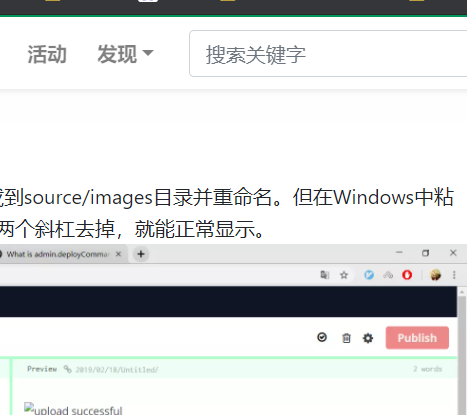 活动 发现 搜索关键字
到source/images目录并重命名。但在Windows中粘
两个斜杠去掉，就能正常显示。
What is admin.deployCommu
Publish
Preview 2019/02/18/Untitled/ 2 words
upload successful